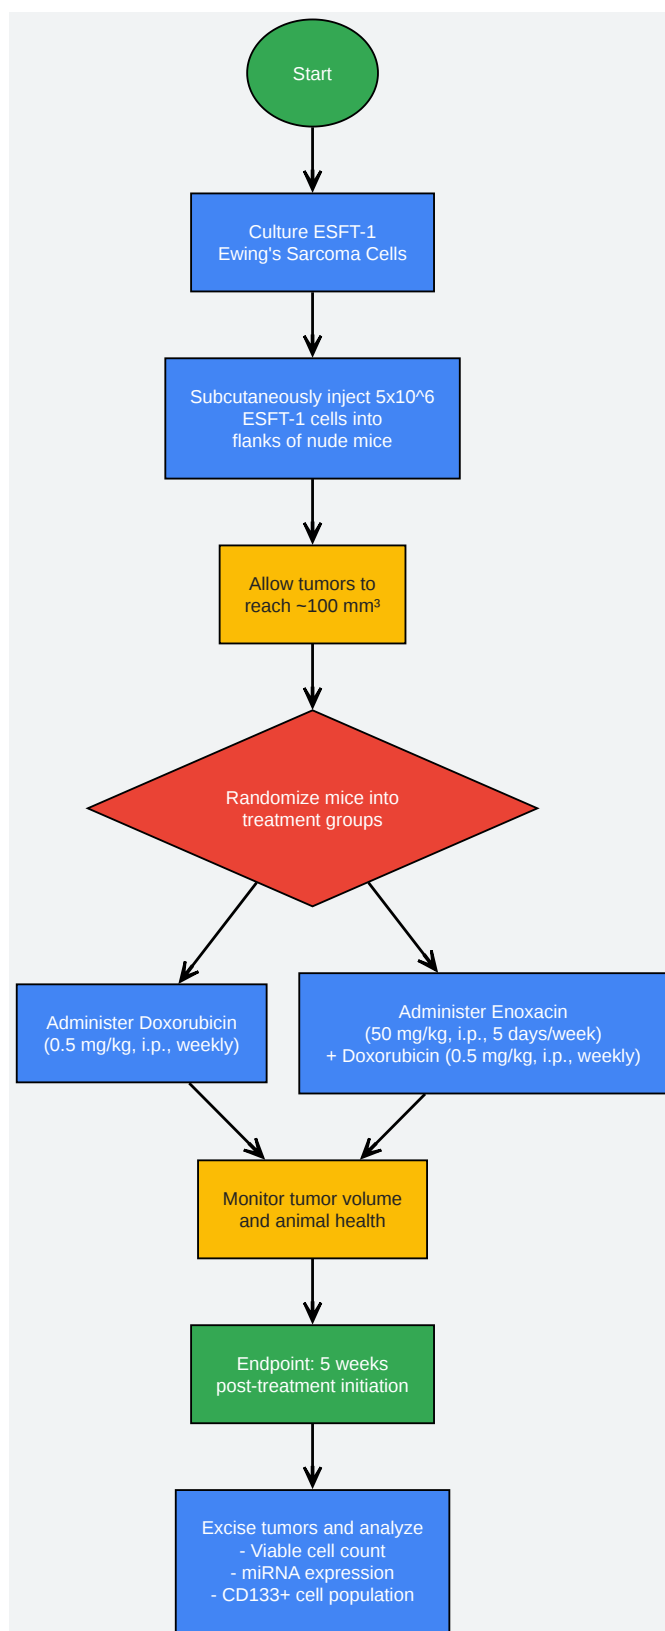 Start
Culture ESFT-1
Ewing's Sarcoma Cells
Subcutaneously inject 5x10^6
ESFT-1 cells into
flanks of nude mice
Allow tumors to
reach ~100 mm³
Randomize mice into
treatment groups
Administer Doxorubicin
(0.5 mg/kg, i.p., weekly)
Administer Enoxacin
(50 mg/kg, i.p., 5 days/week)
+ Doxorubicin (0.5 mg/kg, i.p., weekly)
Monitor tumor volume
and animal health
Endpoint: 5 weeks
post-treatment initiation
Excise tumors and analyze
- Viable cell count
- miRNA expression
- CD133+ cell population